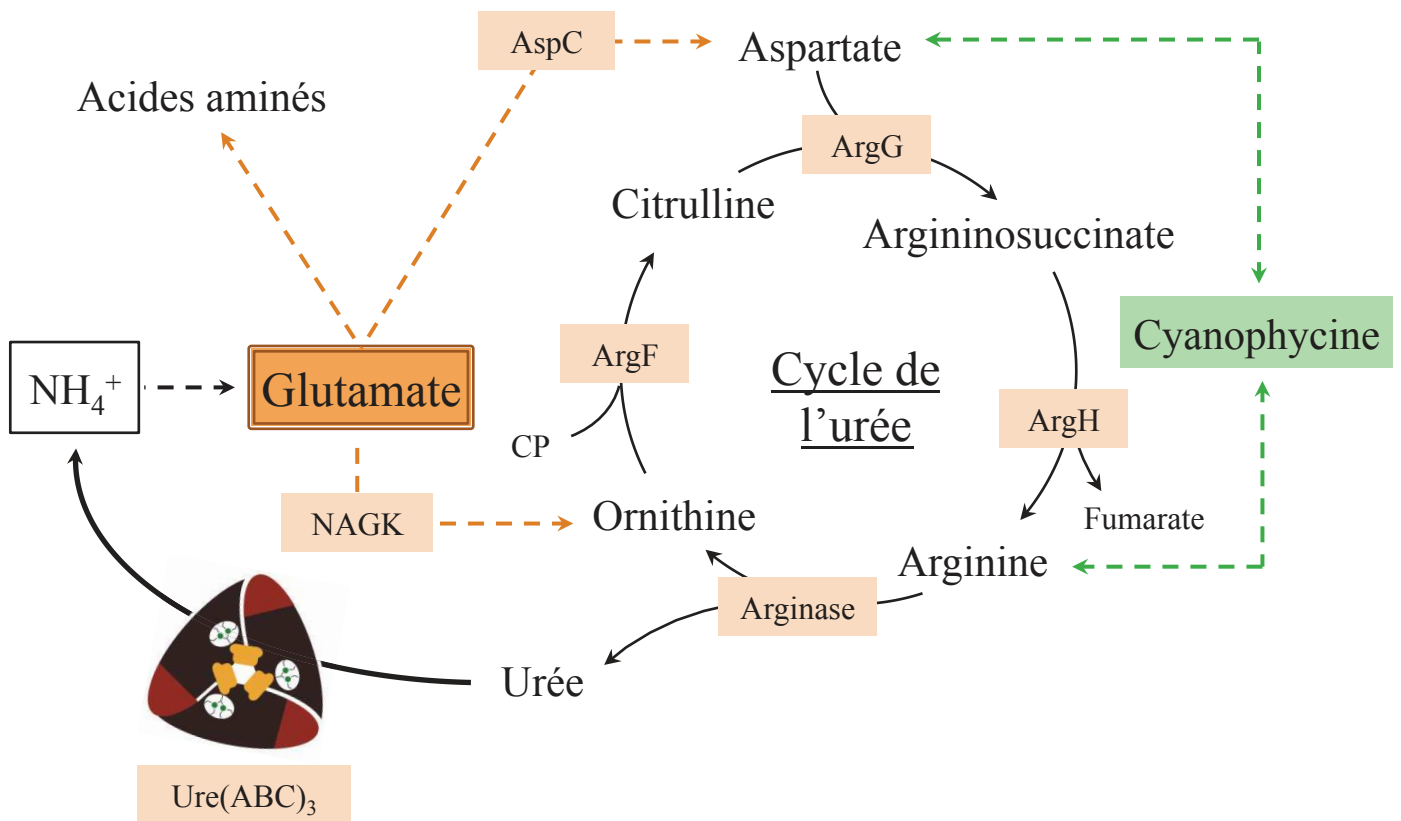 AspC
Aspartate
Acides aminés
ArgG
Citrulline
Argininosuccinate
Cyanophycine
ArgF
NH₄⁺
Glutamate
Cycle de
l’urée
ArgH
CP
NAGK
Ornithine
Fumarate
Arginine
Arginase
Urée
Ure(ABC)₃